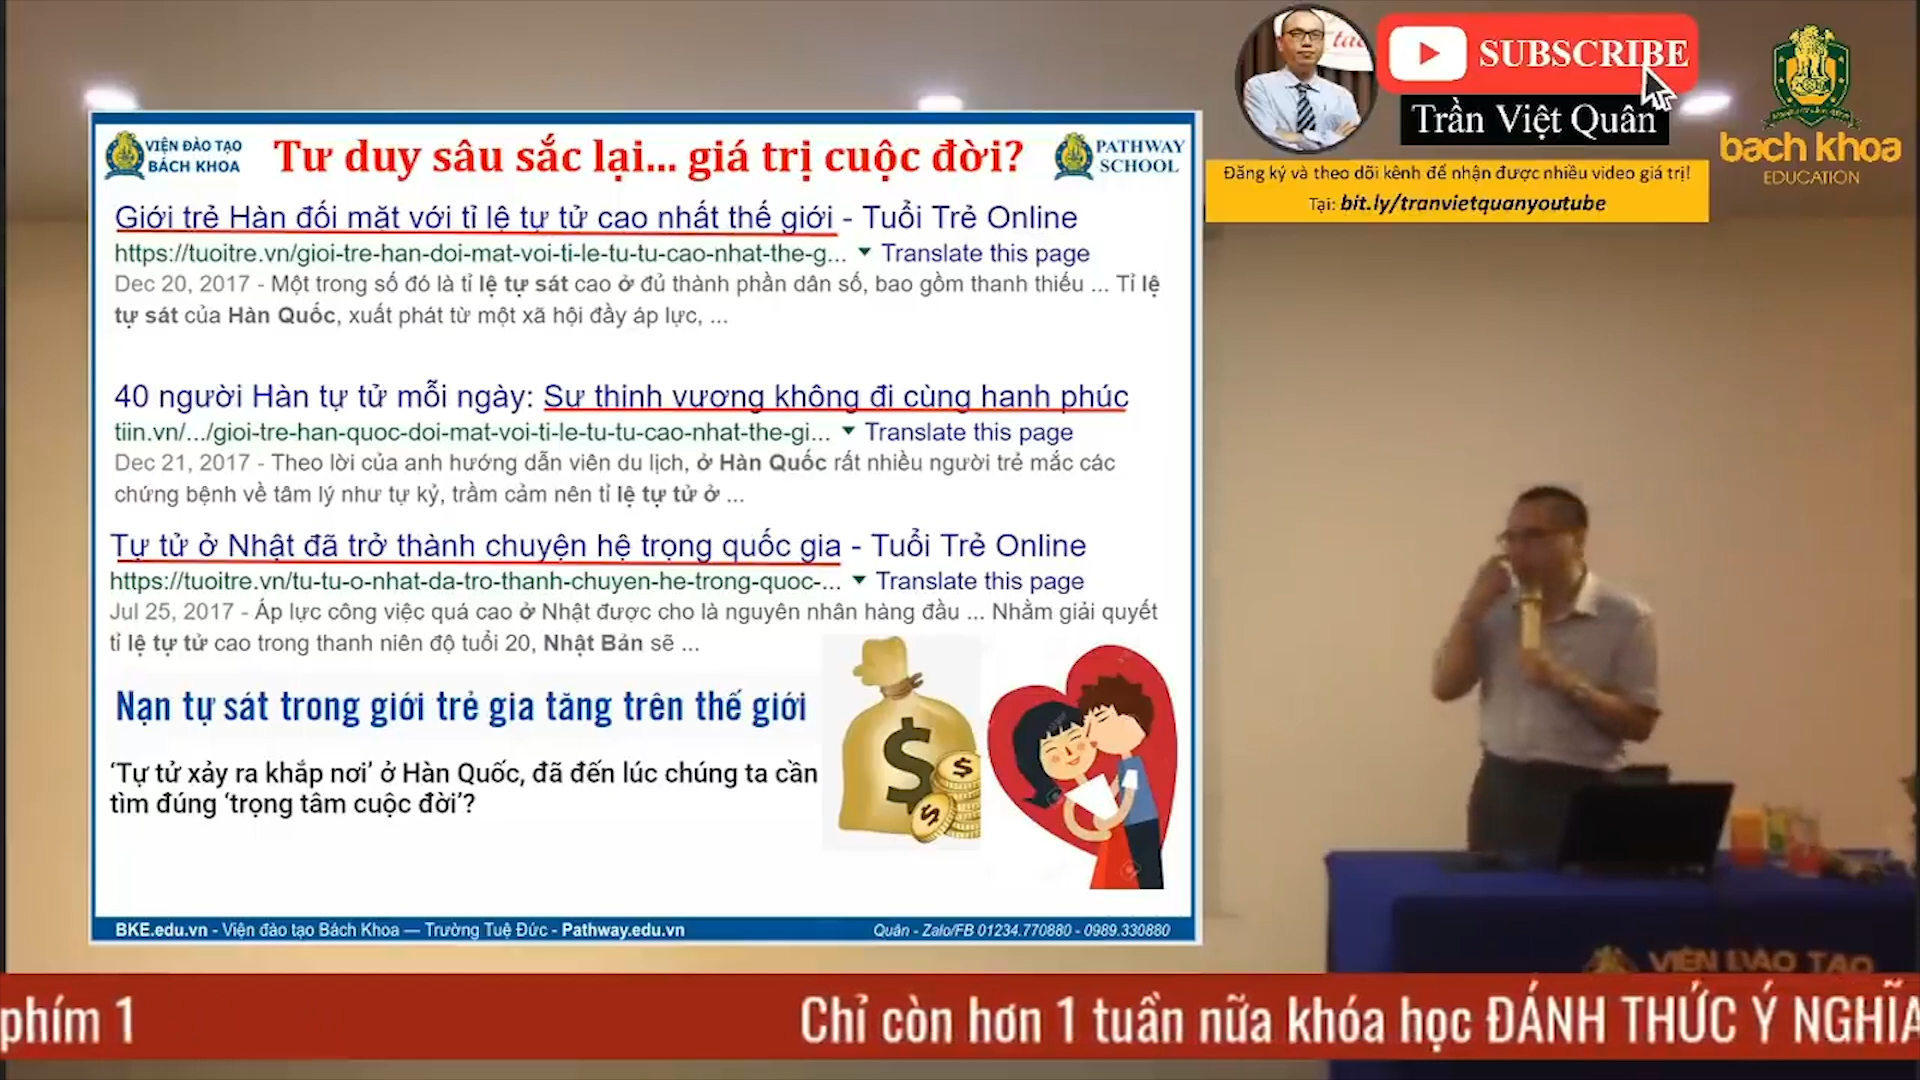 VIỆN ĐÀO TẠO
BÁCH KHOA
Tư duy sâu sắc lại... giá trị cuộc đời?
PATHWAY
SCHOOL
Giới trẻ Hàn đối mặt với tỉ lệ tự tử cao nhất thế giới - Tuổi Trẻ Online
https://tuoitre.vn/gioi-tre-han-doi-mat-voi-ti-le-tu-tu-cao-nhat-the-g... ▼ Translate this page
Dec 20, 2017 - Một trong số đó là tỉ lệ tự sát cao ở đủ thành phần dân số, bao gồm thanh thiếu ... Tỉ lệ
tự sát của Hàn Quốc, xuất phát từ một xã hội đầy áp lực, ...
40 người Hàn tự tử mỗi ngày: Sự thịnh vượng không đi cùng hạnh phúc
tiin.vn/.../gioi-tre-han-quoc-doi-mat-voi-ti-le-tu-tu-cao-nhat-the-gi... ▼ Translate this page
Dec 21, 2017 - Theo lời của anh hướng dẫn viên du lịch, ở Hàn Quốc rất nhiều người trẻ mắc các
chứng bệnh về tâm lý như tự kỷ, trầm cảm nên tỉ lệ tự tử ở ...
Tự tử ở Nhật đã trở thành chuyện hệ trọng quốc gia - Tuổi Trẻ Online
https://tuoitre.vn/tu-tu-o-nhat-da-tro-thanh-chuyen-he-trong-quoc-... ▼ Translate this page
Jul 25, 2017 - Áp lực công việc quá cao ở Nhật được cho là nguyên nhân hàng đầu ... Nhằm giải quyết
tỉ lệ tự tử cao trong thanh niên độ tuổi 20, Nhật Bản sẽ ...
Nạn tự sát trong giới trẻ gia tăng trên thế giới
'Tự tử xảy ra khắp nơi' ở Hàn Quốc, đã đến lúc chúng ta cần
tìm đúng 'trọng tâm cuộc đời'?
BKE.edu.vn - Viện đào tạo Bách Khoa — Trường Tuệ Đức - Pathway.edu.vn
Quân - Zalo/FB 01234.770880 - 0989.330880
SUBSCRIBE
Trần Việt Quân
Đăng ký và theo dõi kênh để nhận được nhiều video giá trị!
Tại: bit.ly/tranvietquanyoutube
bach khoa
EDUCATION
VIỆN ĐÀO TẠO
phím 1
Chỉ còn hơn 1 tuần nữa khóa học ĐÁNH THỨC Ý NGHĨA